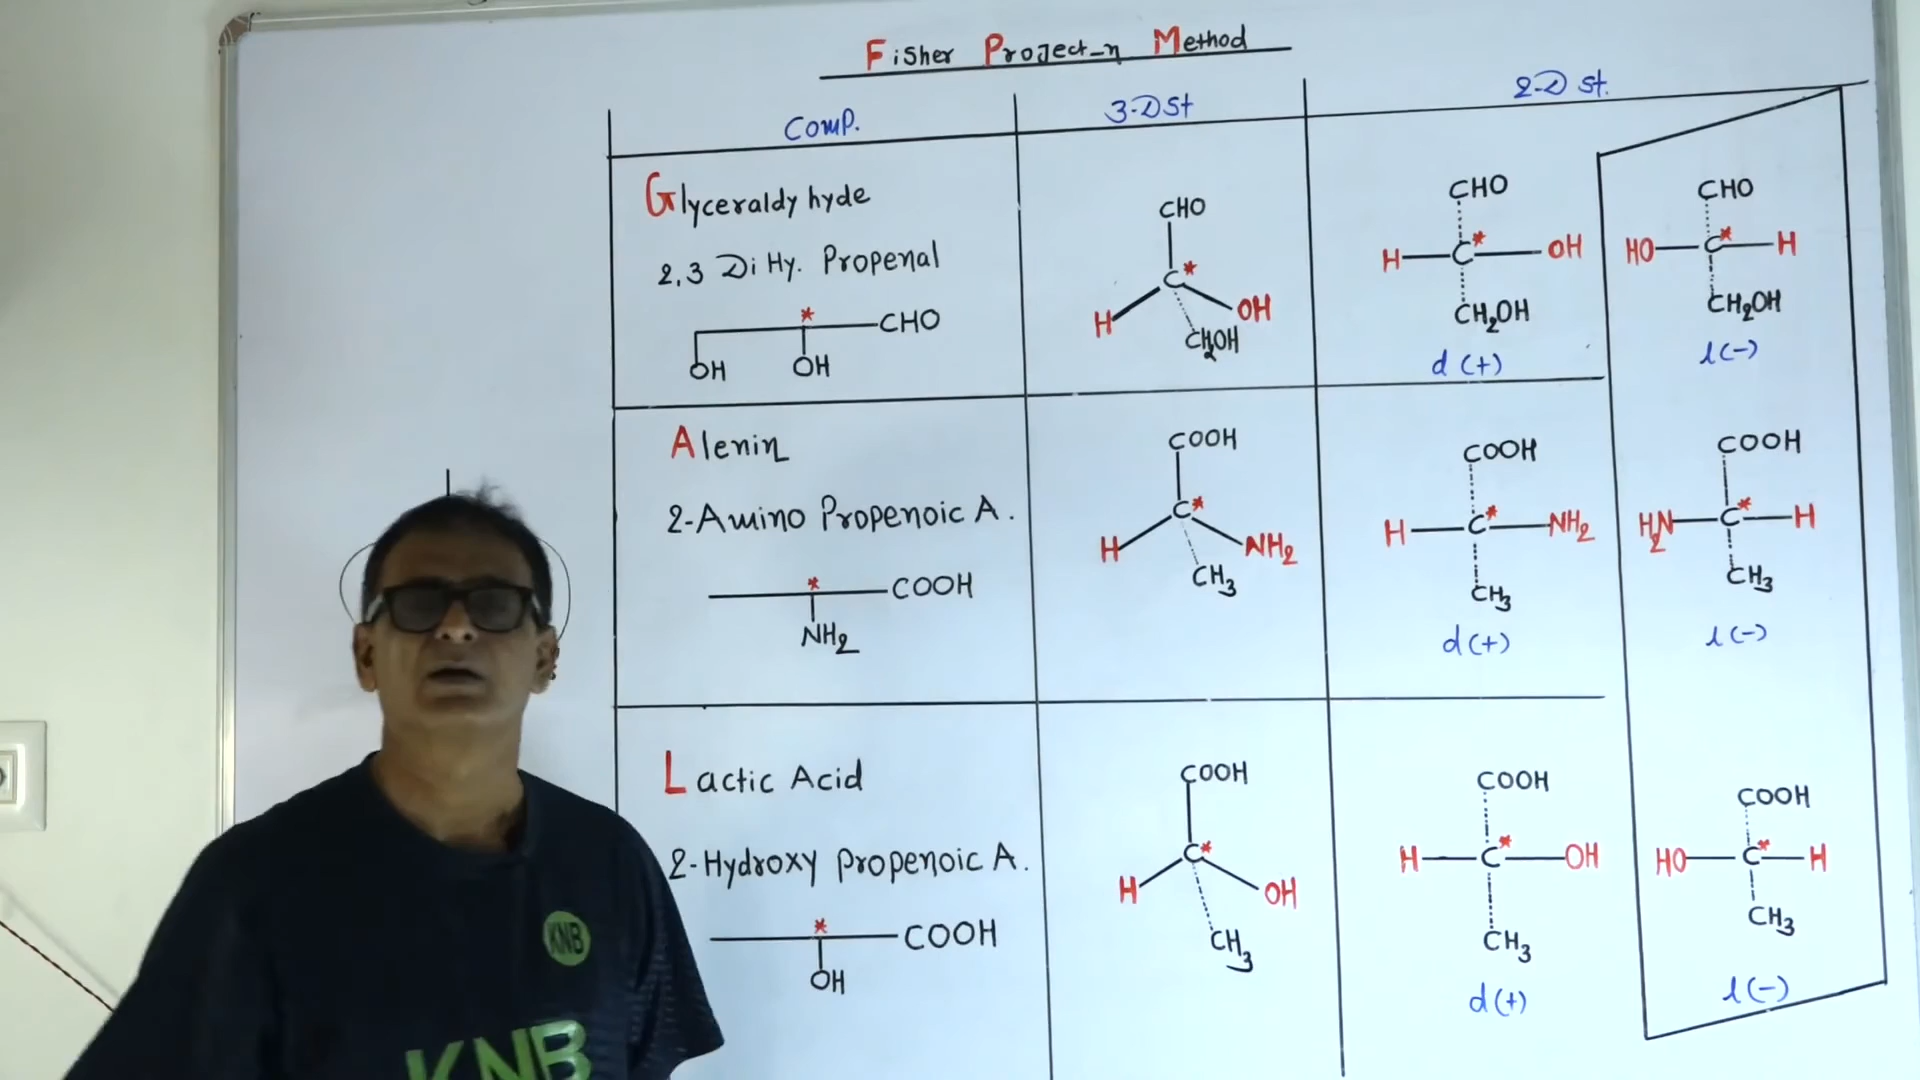 Fisher Project-n Method
Comp.
3-D St
2-D St.
Glyceraldy hyde
2,3 Di Hy. Propenal
*
CHO
OH
OH
CHO
C*
H
OH
CH2OH
CHO
H C* OH
CH2OH
d (+)
CHO
HO C* H
CH2OH
l (-)
Alenin
2-Amino Propenoic A.
*
COOH
NH2
COOH
C*
H
NH2
CH3
COOH
H C* NH2
CH3
d (+)
COOH
H2N C* H
CH3
l (-)
Lactic Acid
2-Hydroxy Propenoic A.
*
COOH
OH
COOH
C*
H
OH
CH3
COOH
H C* OH
CH3
d (+)
COOH
HO C* H
CH3
l (-)
KNB
KNB